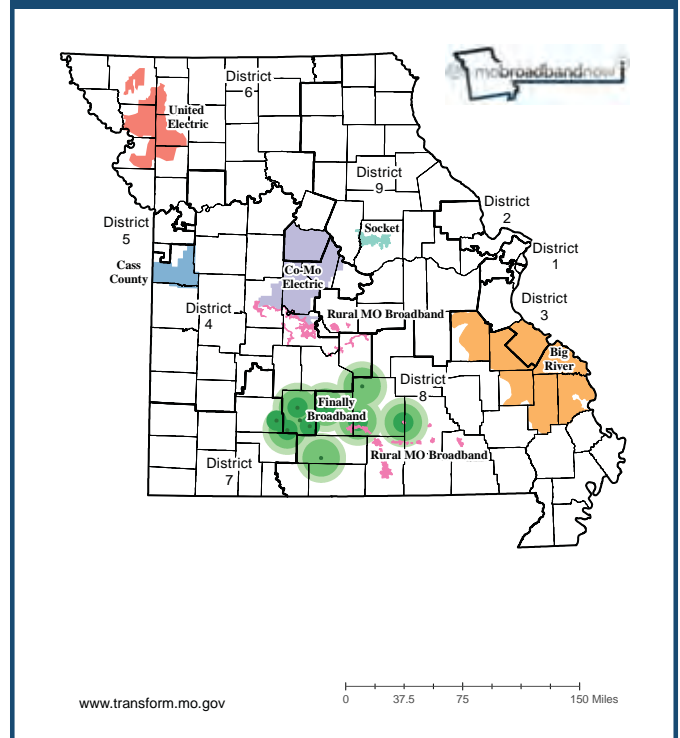 mobroadbandnow
District
6
United
Electric
District
9
District
2
District
5
Socket
District
1
Cass
County
Co-Mo
Electric
District
3
District
4
Rural MO Broadband
Big
River
District
8
Finally
Broadband
Rural MO Broadband
District
7
www.transform.mo.gov
0 37.5 75 150 Miles